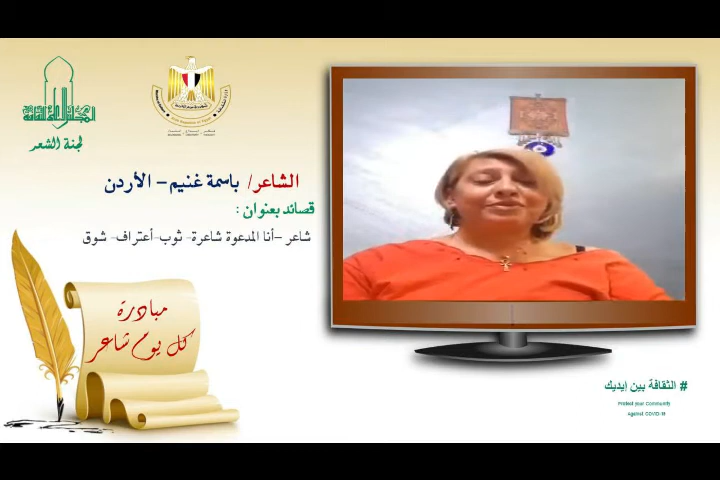 المجلس الأعلى للثقافة
لجنة الشعر
الشاعر/ باسمة غنيم – الأردن
قصائد بعنوان :
شاعر –أنا المدعوة شاعرة- ثوب-أعتراف- شوق
مبادرة
كل يوم شاعر
# الثقافة بين إيديك
Protect your Community
Against COVID-19